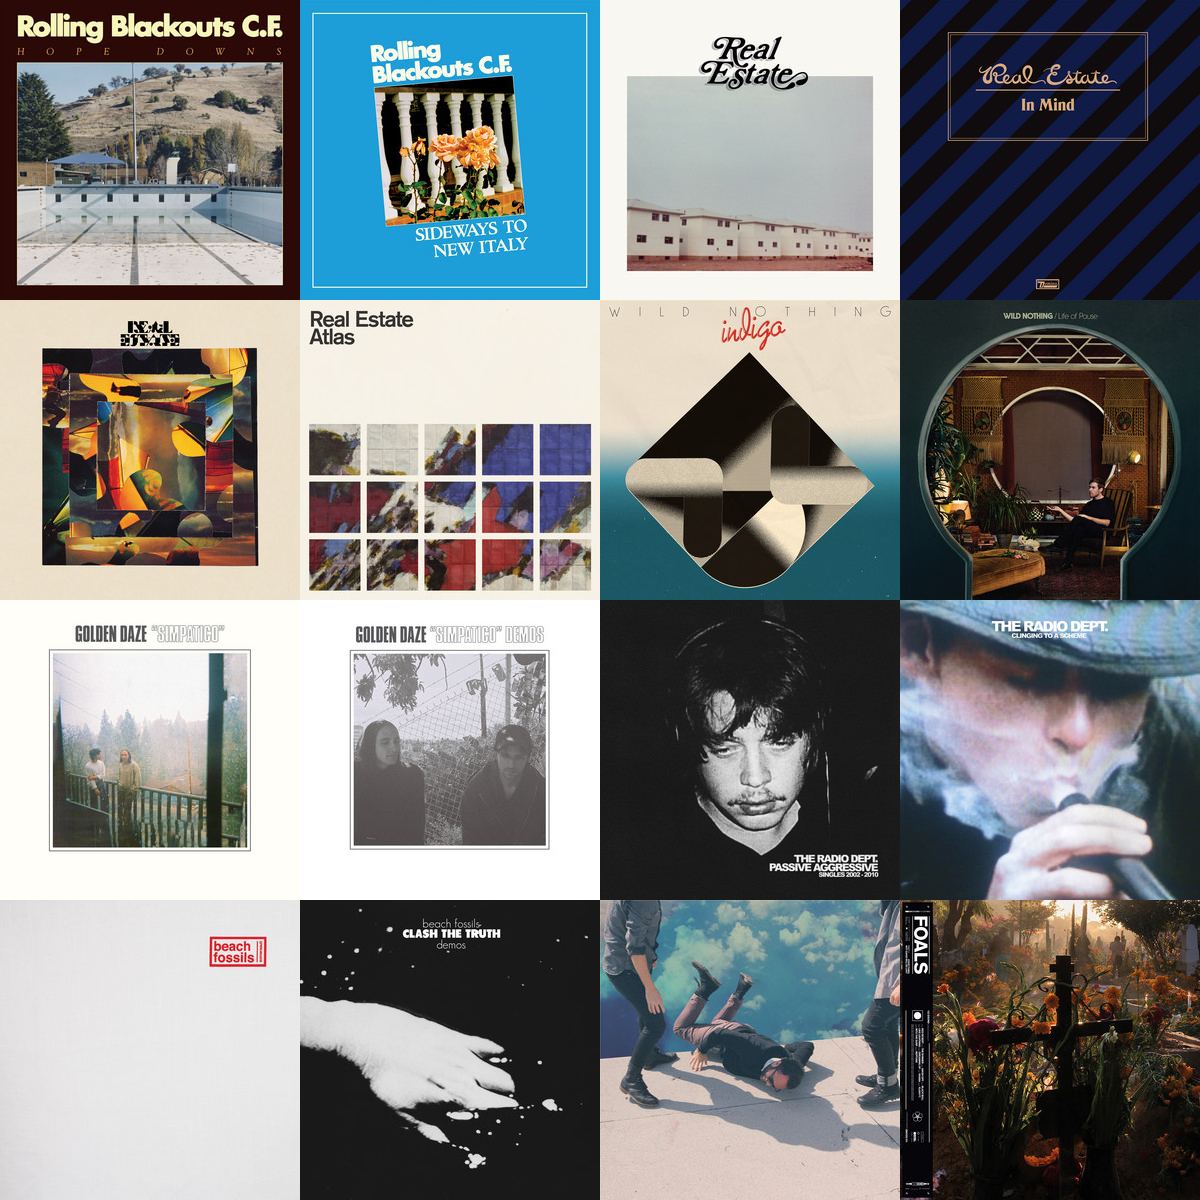 Rolling Blackouts C.F.
HOPE DOWNS
Rolling
Blackouts C.F.
SIDEWAYS TO
NEW ITALY
Real
Estate
Real Estate
In Mind
REAL
ESTATE
Real Estate
Atlas
WILD NOTHING
indigo
WILD NOTHING / Life of Pause
GOLDEN DAZE "SIMPATICO"
GOLDEN DAZE "SIMPATICO" DEMOS
THE RADIO DEPT.
PASSIVE AGGRESSIVE
SINGLES 2002 - 2010
THE RADIO DEPT.
CLINGING TO A SCHEME
beach
fossils
beach fossils
CLASH THE TRUTH
demos
FOALS